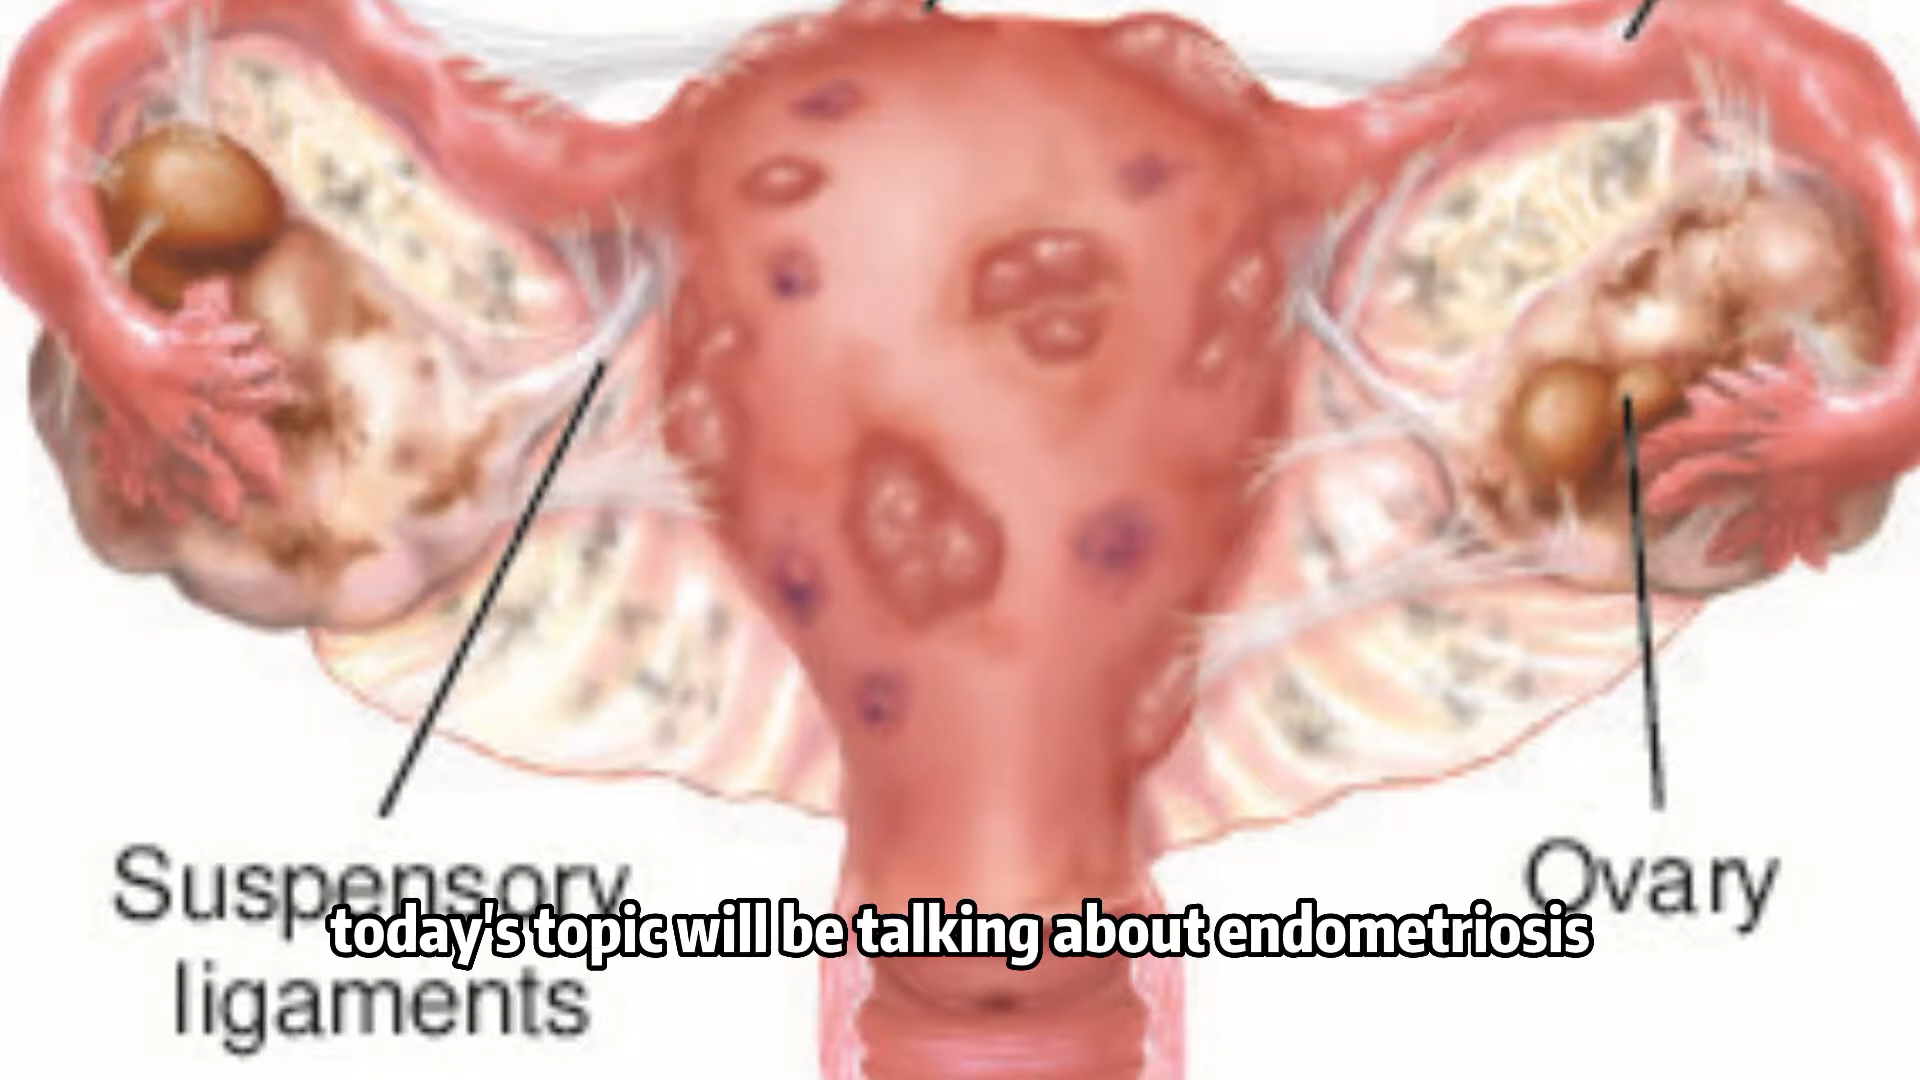 Suspensory
ligaments
Ovary
today's topic will be talking about endometriosis